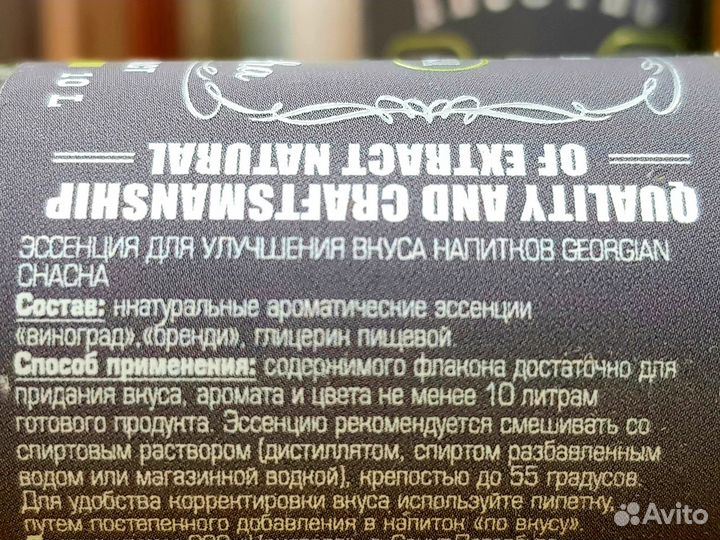 10 L
QUALITY AND CRAFTSMANSHIP
OF EXTRACT NATURAL
ЭССЕНЦИЯ ДЛЯ УЛУЧШЕНИЯ ВКУСА НАПИТКОВ GEORGIAN
CHACHA
Состав: ннатуральные ароматические эссенции
«виноград»,«бренди», глицерин пищевой.
Способ применения: содержимого флакона достаточно для
придания вкуса, аромата и цвета не менее 10 литрам
готового продукта. Эссенцию рекомендуется смешивать со
спиртовым раствором (дистиллятом, спиртом разбавленным
водом или магазинной водкой), крепостью до 55 градусов.
Для удобства корректировки вкуса используйте пипетку,
путем постепенного добавления в напиток «по вкусу».
Avito